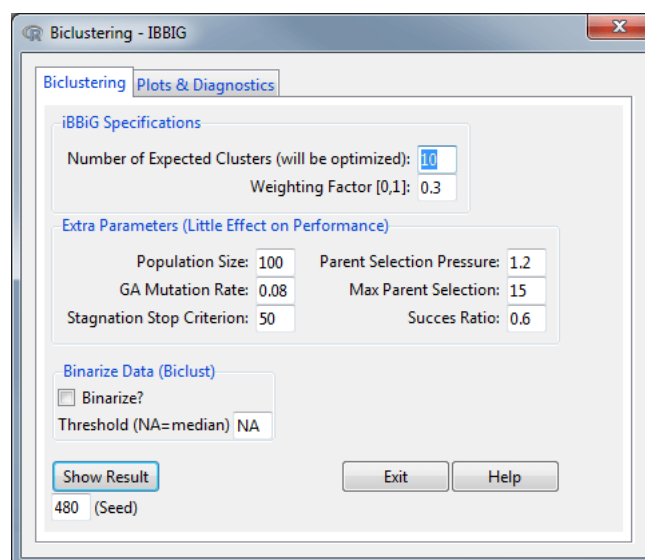 Biclustering - IBBIG
Biclustering Plots & Diagnostics
iBBiG Specifications
Number of Expected Clusters (will be optimized): 10
Weighting Factor [0,1]: 0.3
Extra Parameters (Little Effect on Performance)
Population Size: 100 Parent Selection Pressure: 1.2
GA Mutation Rate: 0.08 Max Parent Selection: 15
Stagnation Stop Criterion: 50 Succes Ratio: 0.6
Binarize Data (Biclust)
Binarize?
Threshold (NA=median) NA
Show Result Exit Help
480 (Seed)